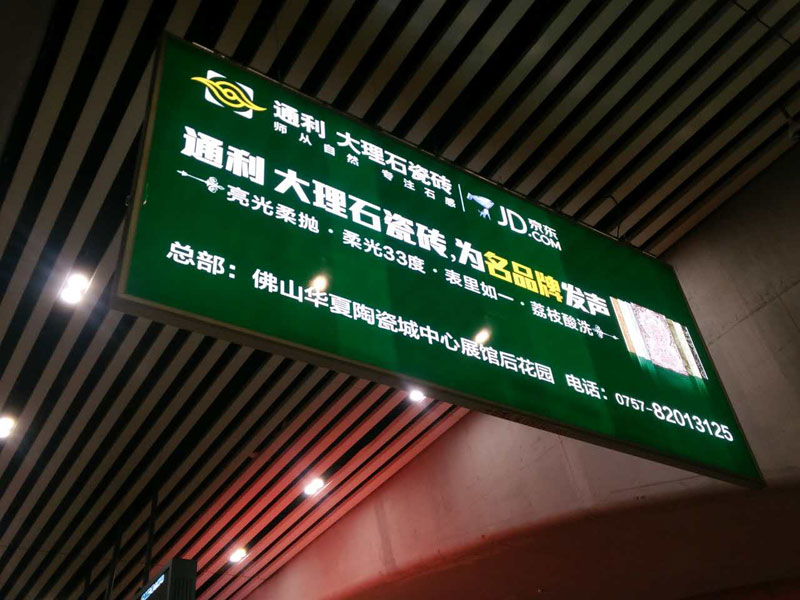 通利 大理石瓷砖
师从自然 专注石感
JD 京东
.COM
通利 大理石瓷砖,为名品牌发声
亮光柔抛·柔光33度·表里如一·荔枝酸洗
总部：佛山华夏陶瓷城中心展馆后花园 电话：0757-82013125